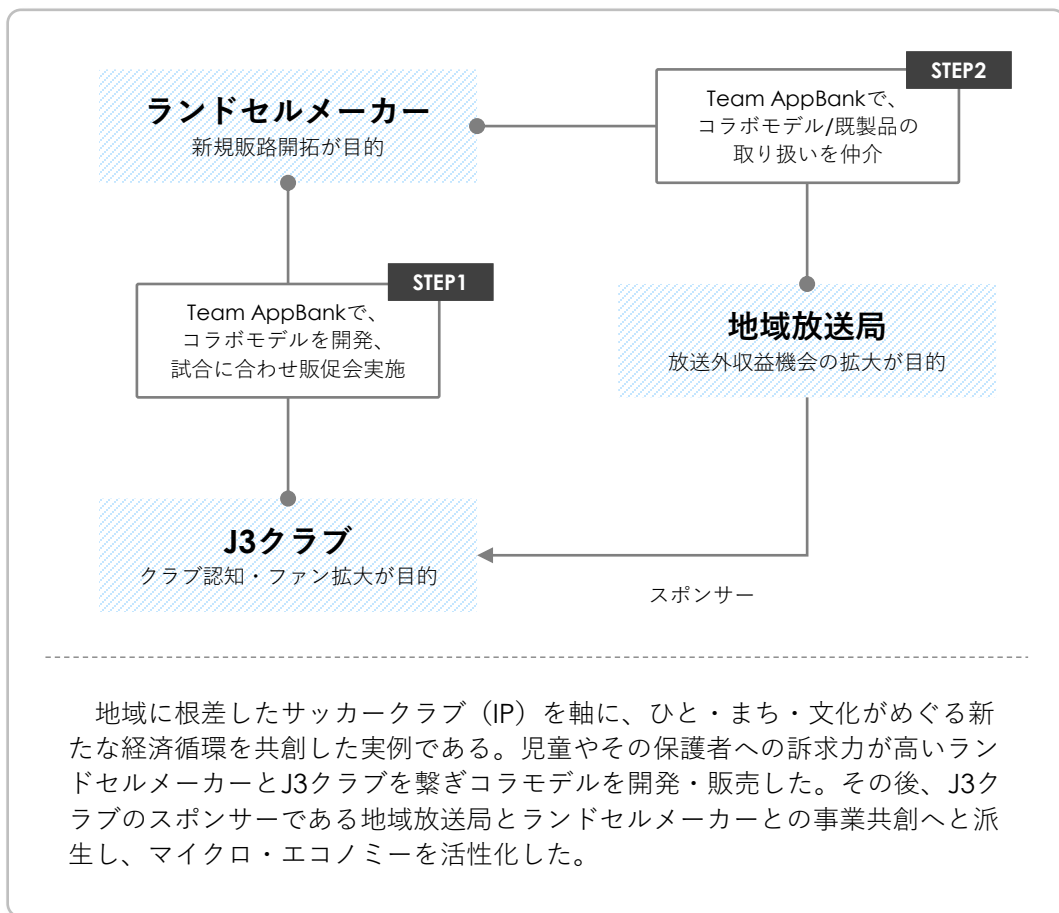 ランドセルメーカー
新規販路開拓が目的
STEP2
Team AppBankで、
コラボモデル/既製品の
取り扱いを仲介
STEP1
Team AppBankで、
コラボモデルを開発、
試合に合わせ販促会実施
地域放送局
放送外収益機会の拡大が目的
J3クラブ
クラブ認知・ファン拡大が目的
スポンサー
地域に根差したサッカークラブ（IP）を軸に、ひと・まち・文化がめぐる新
たな経済循環を共創した実例である。児童やその保護者への訴求力が高いラン
ドセルメーカーとJ3クラブを繋ぎコラモデルを開発・販売した。その後、J3ク
ラブのスポンサーである地域放送局とランドセルメーカーとの事業共創へと派
生し、マイクロ・エコノミーを活性化した。